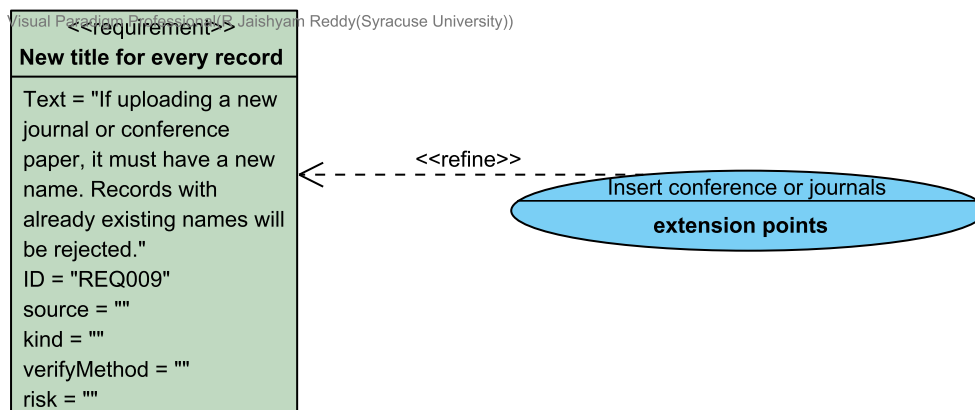 Visual Paradigm Professional(R Jaishyam Reddy(Syracuse University))
<<requirement>>
New title for every record
Text = "If uploading a new
journal or conference
paper, it must have a new
name. Records with
already existing names will
be rejected."
ID = "REQ009"
source = ""
kind = ""
verifyMethod = ""
risk = ""
<<refine>>
Insert conference or journals
extension points